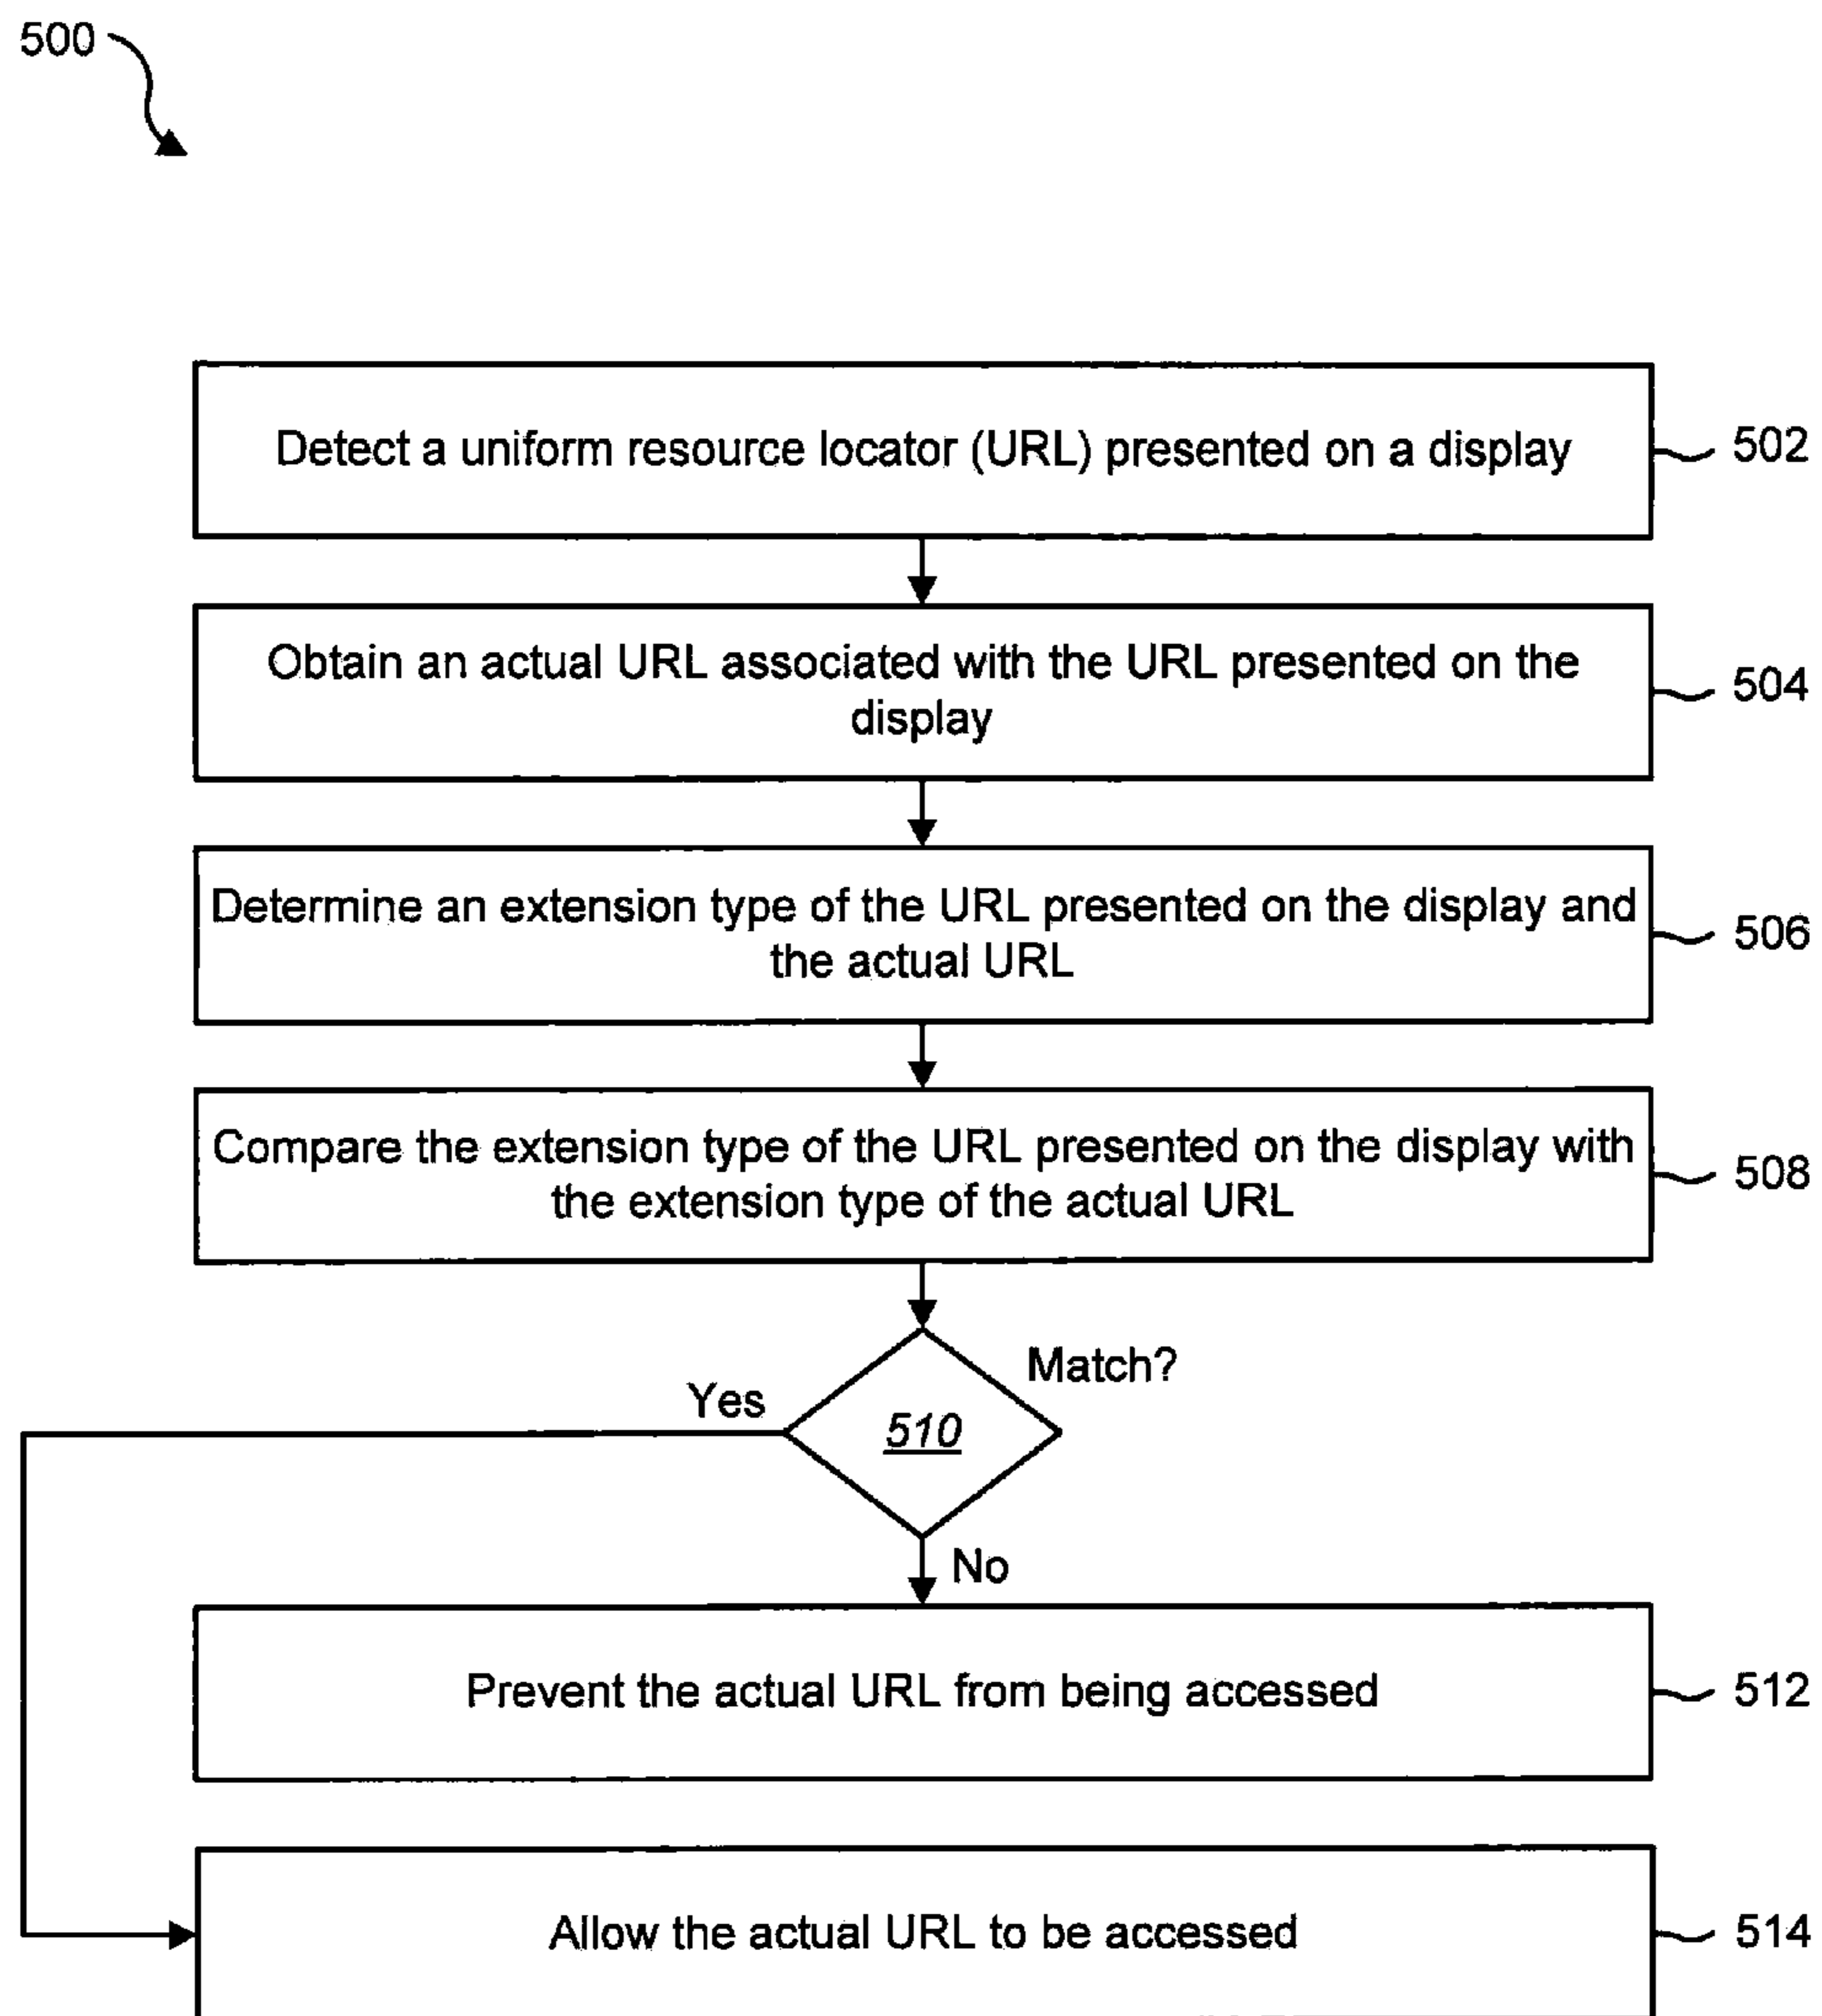 500
Detect a uniform resource locator (URL) presented on a display
502
Obtain an actual URL associated with the URL presented on the
display
504
Determine an extension type of the URL presented on the display and
the actual URL
506
Compare the extension type of the URL presented on the display with
the extension type of the actual URL
508
Match?
Yes
510
No
Prevent the actual URL from being accessed
512
Allow the actual URL to be accessed
514